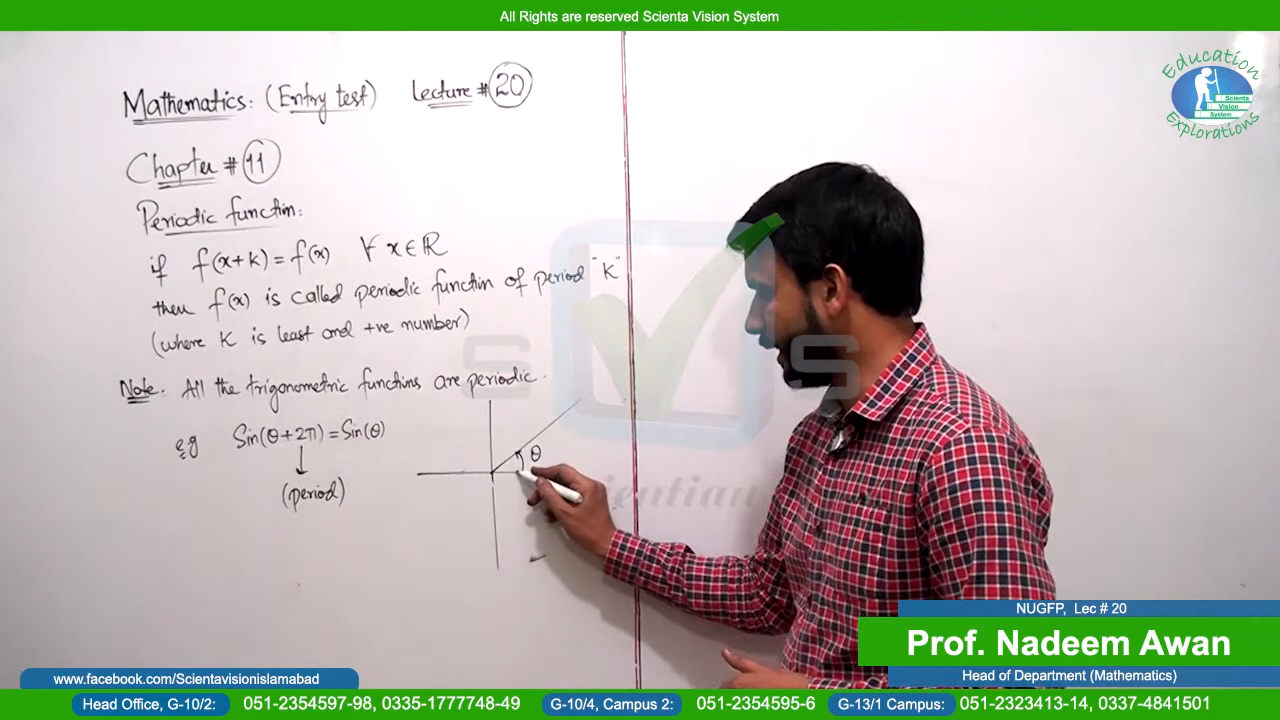 All Rights are reserved Scienta Vision System
Education
Scienta
Vision
System
Explorations
Mathematics: (Entry test) Lecture # 20
Chapter # 11
Periodic function:
if f(x+k) = f(x) ∀ x ∈ ℝ
then f(x) is called periodic function of period "K"
(where K is least and +ve number)
Note: All the trigonometric functions are periodic.
e.g Sin(θ+2π) = Sin(θ)
(period)
θ
S S
ientian
NUGFP, Lec # 20
Prof. Nadeem Awan
Head of Department (Mathematics)
www.facebook.com/Scientavisionislamabad
Head Office, G-10/2: 051-2354597-98, 0335-1777748-49 G-10/4, Campus 2: 051-2354595-6 G-13/1 Campus: 051-2323413-14, 0337-4841501